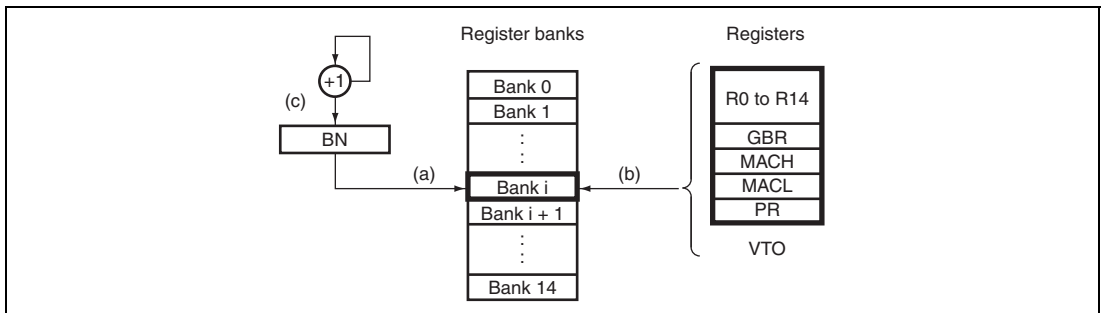 Register banks
Registers
+1
(c)
BN
(a)
Bank 0
Bank 1
:
:
Bank i
Bank i + 1
:
:
Bank 14
(b)
R0 to R14
GBR
MACH
MACL
PR
VTO